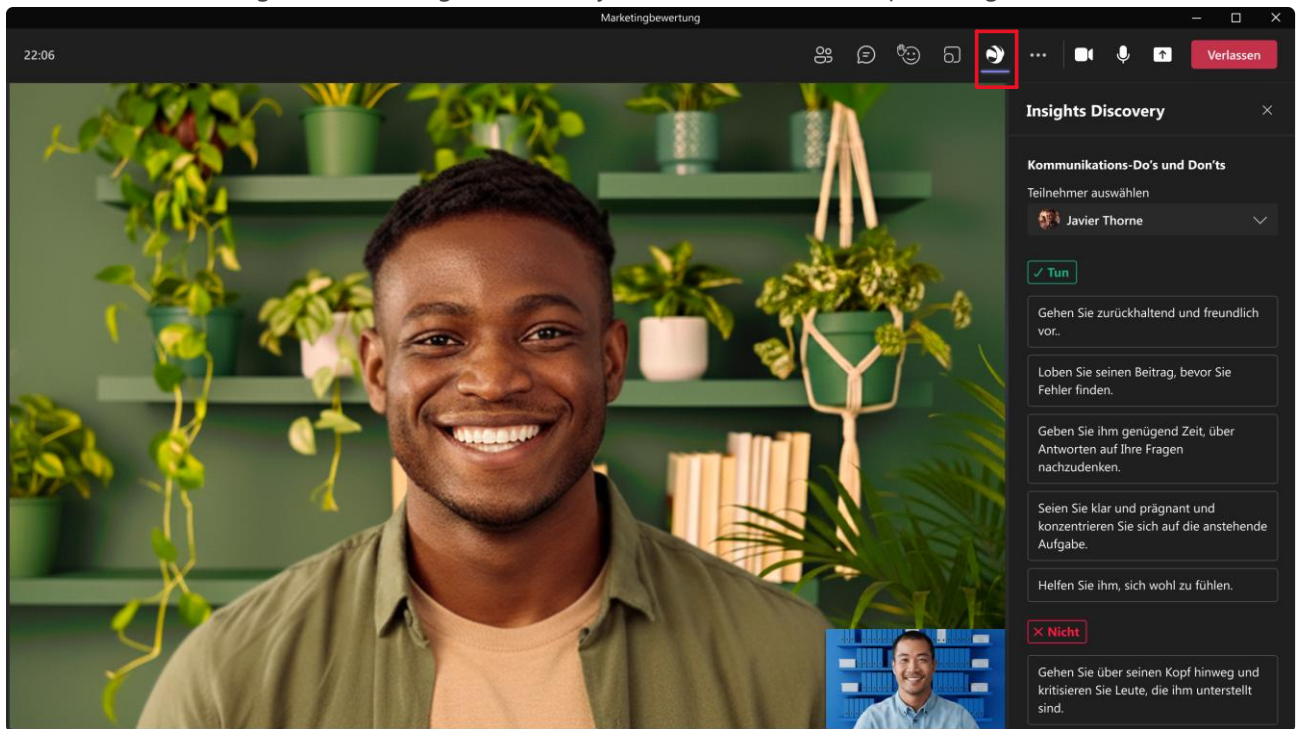 Marketingbewertung
22:06
Verlassen
Insights Discovery
Kommunikations-Do's und Don'ts
Teilnehmer auswählen
Javier Thorne
Tun
Gehen Sie zurückhaltend und freundlich
vor..
Loben Sie seinen Beitrag, bevor Sie
Fehler finden.
Geben Sie ihm genügend Zeit, über
Antworten auf Ihre Fragen
nachzudenken.
Seien Sie klar und prägnant und
konzentrieren Sie sich auf die anstehende
Aufgabe.
Helfen Sie ihm, sich wohl zu fühlen.
Nicht
Gehen Sie über seinen Kopf hinweg und
kritisieren Sie Leute, die ihm unterstellt
sind.